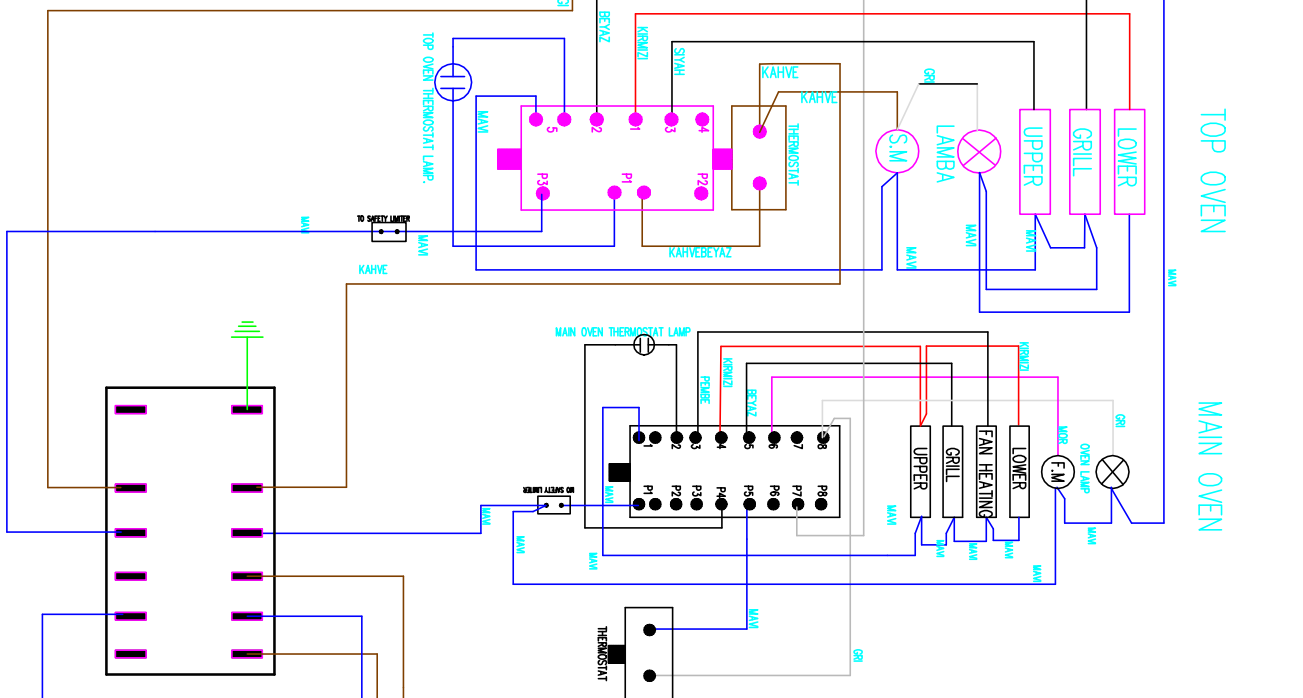 BEYAZ
KIRMIZI
SIYAH
TOP OVEN THERMOSTAT LAMP.
MAVI
5
2
1
3
4
P3
P1
P2
KAHVE
KAHVE
THERMOSTAT
GRI
S.M
LAMBA
UPPER
GRILL
LOWER
TOP OVEN
TO SAFETY LIMITER
MAVI
MAVI
KAHVEBEYAZ
KAHVE
MAVI
MAVI
MAVI
MAVI
MAIN OVEN THERMOSTAT LAMP
PEMBE
KIRMIZI
BEYAZ
KIRMIZI
MOR
OVEN LAMP
GRI
MAIN OVEN
1
2
3
4
5
6
7
8
P1
P2
P3
P4
P5
P6
P7
P8
UPPER
GRILL
FAN HEATING
LOWER
F.M
MO SAFETY LIMITER
MAVI
MAVI
MAVI
MAVI
MAVI
MAVI
MAVI
MAVI
MAVI
MAVI
MAVI
THERMOSTAT
GRI